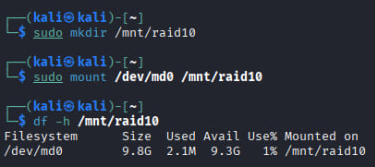 ┌──(kali㉿kali)-[~]
└─$ sudo mkdir /mnt/raid10
┌──(kali㉿kali)-[~]
└─$ sudo mount /dev/md0 /mnt/raid10
┌──(kali㉿kali)-[~]
└─$ df -h /mnt/raid10
Filesystem      Size  Used Avail Use% Mounted on
/dev/md0        9.8G  2.1M  9.3G   1% /mnt/raid10